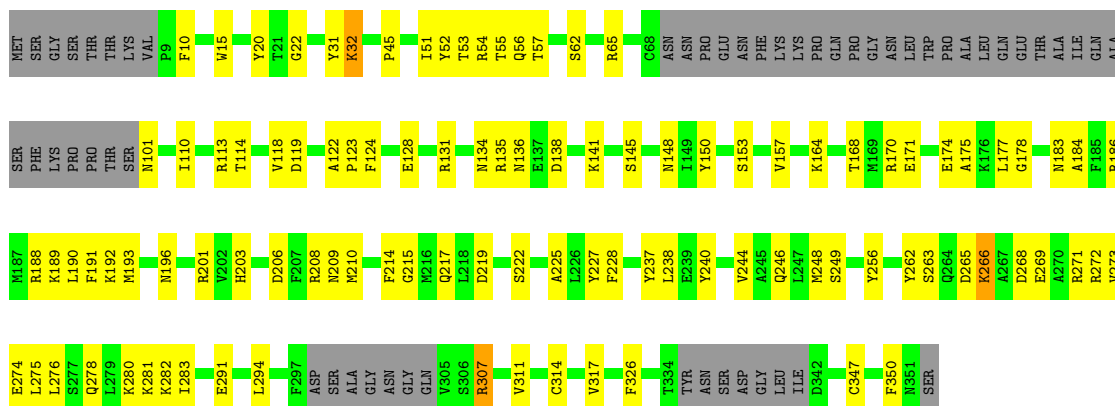 MET SER GLY SER THR THR LYS VAL P9 F10 W15 Y20 T21 G22 Y31 K32 P45 I51 Y52 T53 R54 T55 Q56 T57 S62 R65 C68 ASN ASN PRO GLU ASN PHE LYS LYS PRO GLN PRO GLY ASN LEU TRP PRO ALA LEU GLN GLU THR ALA ILE GLN ALA
SER PHE LYS PRO PRO THR SER N101 I110 R113 T114 V118 D119 A122 P123 F124 E128 R131 N134 R135 N136 E137 D138 K141 S145 N148 I149 Y150 S153 V157 K164 T168 M169 R170 E171 E174 A175 K176 L177 G178 N183 A184 F185 R186
M187 R188 K189 L190 F191 K192 M193 N196 R201 V202 H203 D206 F207 R208 N209 M210 F214 G215 M216 Q217 L218 D219 S222 A225 L226 Y227 F228 Y237 L238 E239 Y240 V244 A245 Q246 L247 M248 S249 Y256 Y262 S263 Q264 D265 K266 A267 D268 E269 A270 R271 R272 V273
E274 L275 L276 S277 Q278 L279 K280 K281 K282 I283 E291 L294 F297 ASP SER ALA GLY ASN GLY GLN V305 S306 R307 V311 C314 V317 F326 T334 TYR ASN SER ASP GLY LEU ILE D342 C347 F350 N351 SER